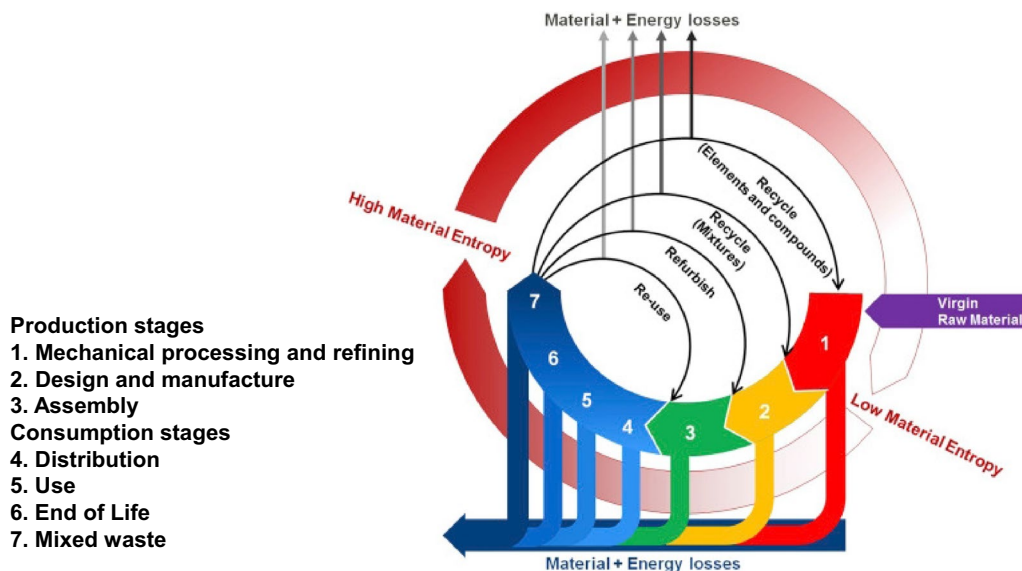 Material + Energy losses
High Material Entropy
Recycle
(Elements and compounds)
Recycle
(Mixtures)
Refurbish
Re-use
Virgin
Raw Material
7
6
5
4
3
2
1
Low Material Entropy
Production stages
1. Mechanical processing and refining
2. Design and manufacture
3. Assembly
Consumption stages
4. Distribution
5. Use
6. End of Life
7. Mixed waste
Material + Energy losses